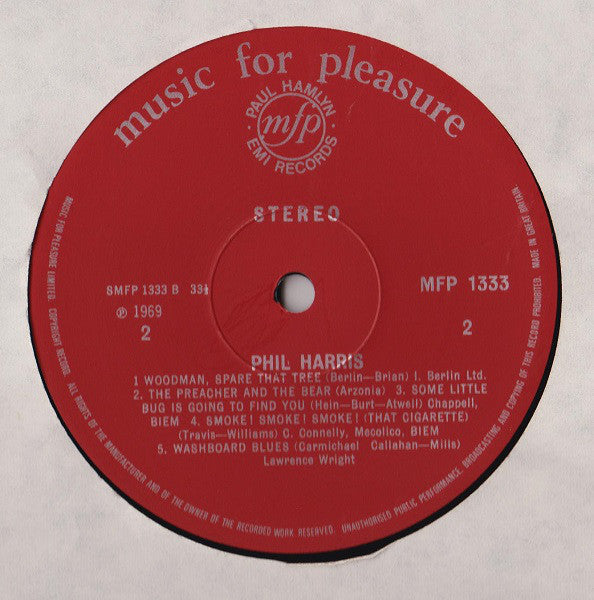 music for pleasure
PAUL HAMLYN
mfp
EMI RECORDS
STEREO
SMFP 1333 B 33⅓
MFP 1333
℗ 1969
2
2
PHIL HARRIS
1 WOODMAN, SPARE THAT TREE (Berlin—Brian) I. Berlin Ltd.
2. THE PREACHER AND THE BEAR (Arzonia) 3. SOME LITTLE
BUG IS GOING TO FIND YOU (Hein—Burt—Atwell) Chappell,
BIEM 4. SMOKE! SMOKE! SMOKE! (THAT CIGARETTE)
(Travis—Williams) C. Connelly, Mecolico, BIEM
5. WASHBOARD BLUES (Carmichael Callahan—Mills)
Lawrence Wright
MUSIC FOR PLEASURE LIMITED. COPYRIGHT RECORD. ALL RIGHTS OF THE MANUFACTURER AND OF THE OWNER OF THE RECORDED WORK RESERVED. UNAUTHORISED PUBLIC PERFORMANCE BROADCASTING AND COPYING OF THIS RECORD PROHIBITED. MADE IN GREAT BRITAIN.